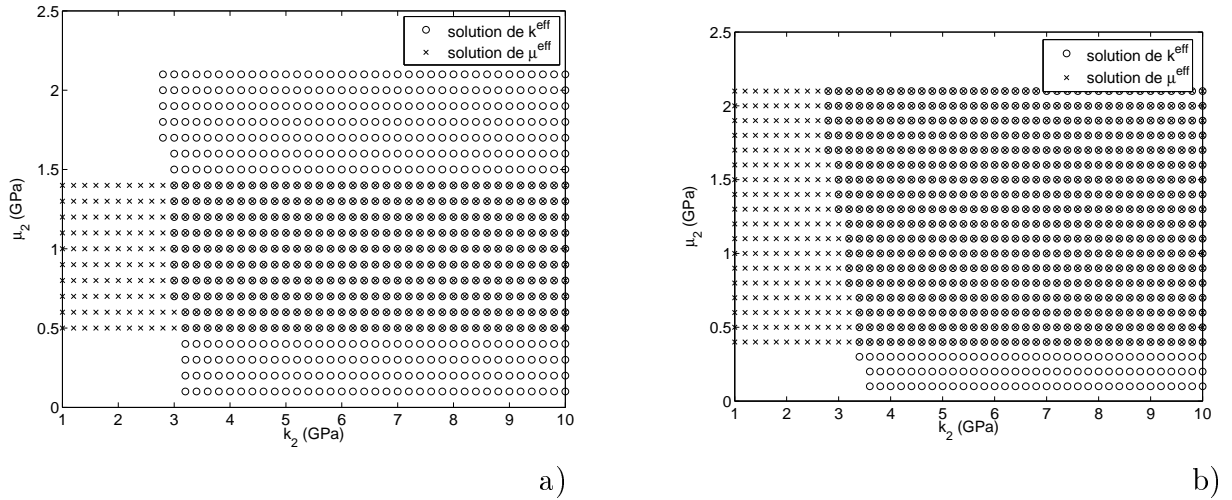 2.5
2
1.5
1
0.5
0
1 2 3 4 5 6 7 8 9 10
μ₂ (GPa)
k₂ (GPa)
solution de k^eff
solution de μ^eff
a)
2.5
2
1.5
1
0.5
0
1 2 3 4 5 6 7 8 9 10
μ₂ (GPa)
k₂ (GPa)
solution de k^eff
solution de μ^eff
b)